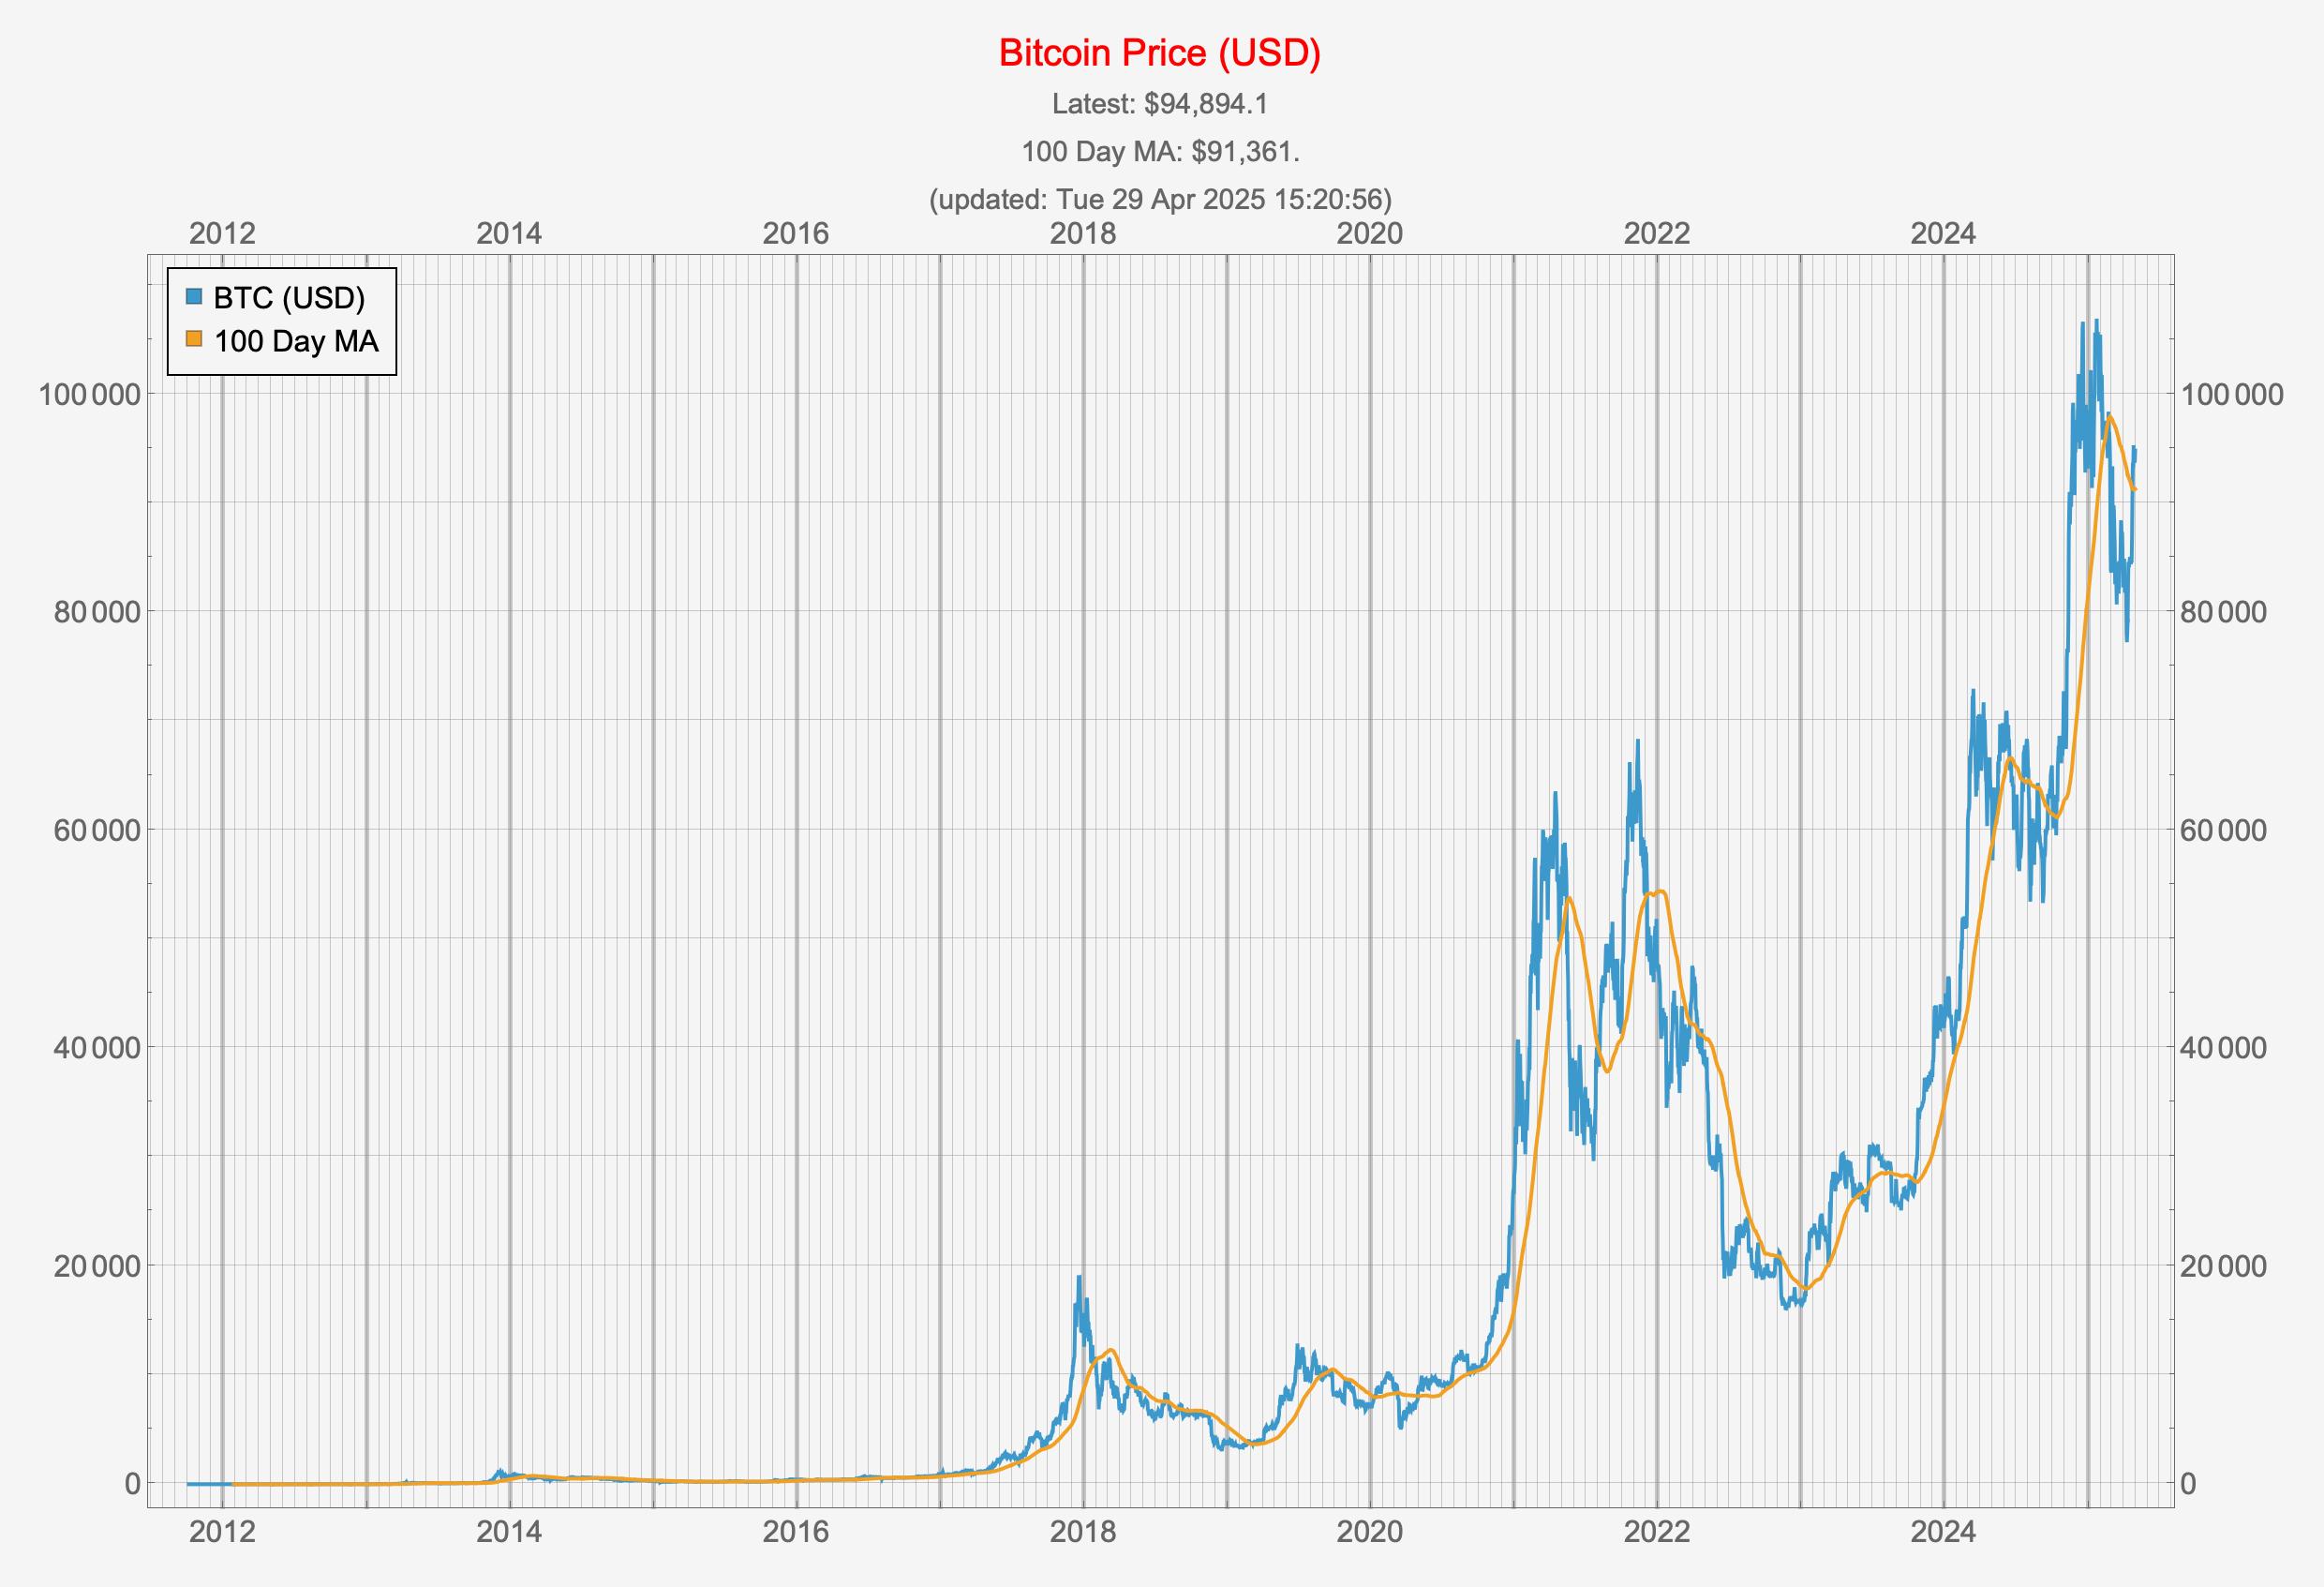 Bitcoin Price (USD)
Latest: $94,894.1
100 Day MA: $91,361.
(updated: Tue 29 Apr 2025 15:20:56)
2012 2014 2016 2018 2020 2022 2024
BTC (USD)
100 Day MA
100 000 100 000
80 000 80 000
60 000 60 000
40 000 40 000
20 000 20 000
0 0
2012 2014 2016 2018 2020 2022 2024